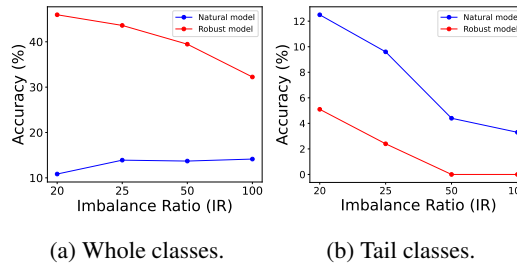 Natural model
Robust model
Accuracy (%)
40
30
20
10
20
25
50
100
Imbalance Ratio (IR)
(a) Whole classes.
Natural model
Robust model
Accuracy (%)
12
10
8
6
4
2
0
20
25
50
10
Imbalance Ratio (IR)
(b) Tail classes.